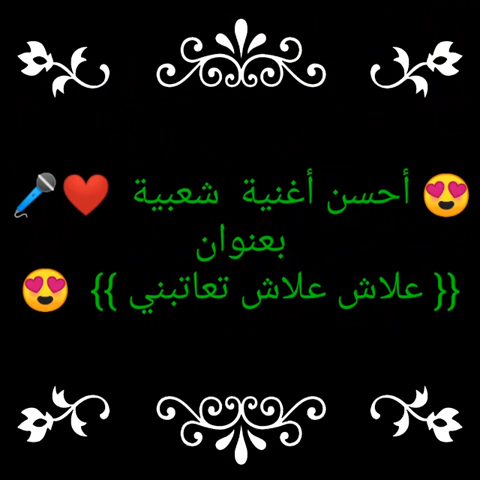 😍 أحسن أغنية شعبية ❤️🎤
بعنوان
{{ علاش علاش تعاتبني }} 😍